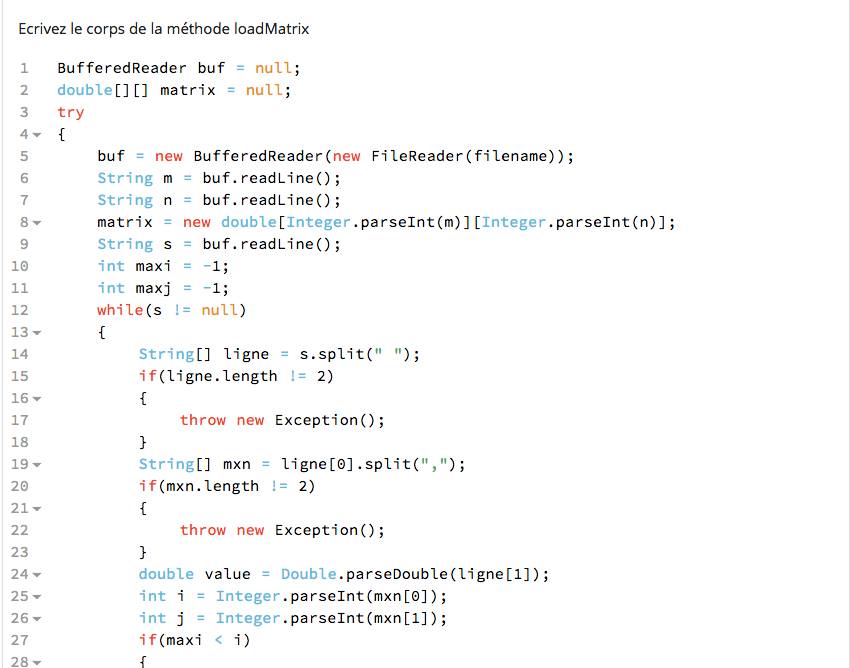 Ecrivez le corps de la méthode loadMatrix
1 BufferedReader buf = null;
2 double[][] matrix = null;
3 try
4 {
5 buf = new BufferedReader(new FileReader(filename));
6 String m = buf.readLine();
7 String n = buf.readLine();
8 matrix = new double[Integer.parseInt(m)][Integer.parseInt(n)];
9 String s = buf.readLine();
10 int maxi = -1;
11 int maxj = -1;
12 while(s != null)
13 {
14 String[] ligne = s.split(" ");
15 if(ligne.length != 2)
16 {
17 throw new Exception();
18 }
19 String[] mxn = ligne[0].split(",");
20 if(mxn.length != 2)
21 {
22 throw new Exception();
23 }
24 double value = Double.parseDouble(ligne[1]);
25 int i = Integer.parseInt(mxn[0]);
26 int j = Integer.parseInt(mxn[1]);
27 if(maxi < i)
28 {